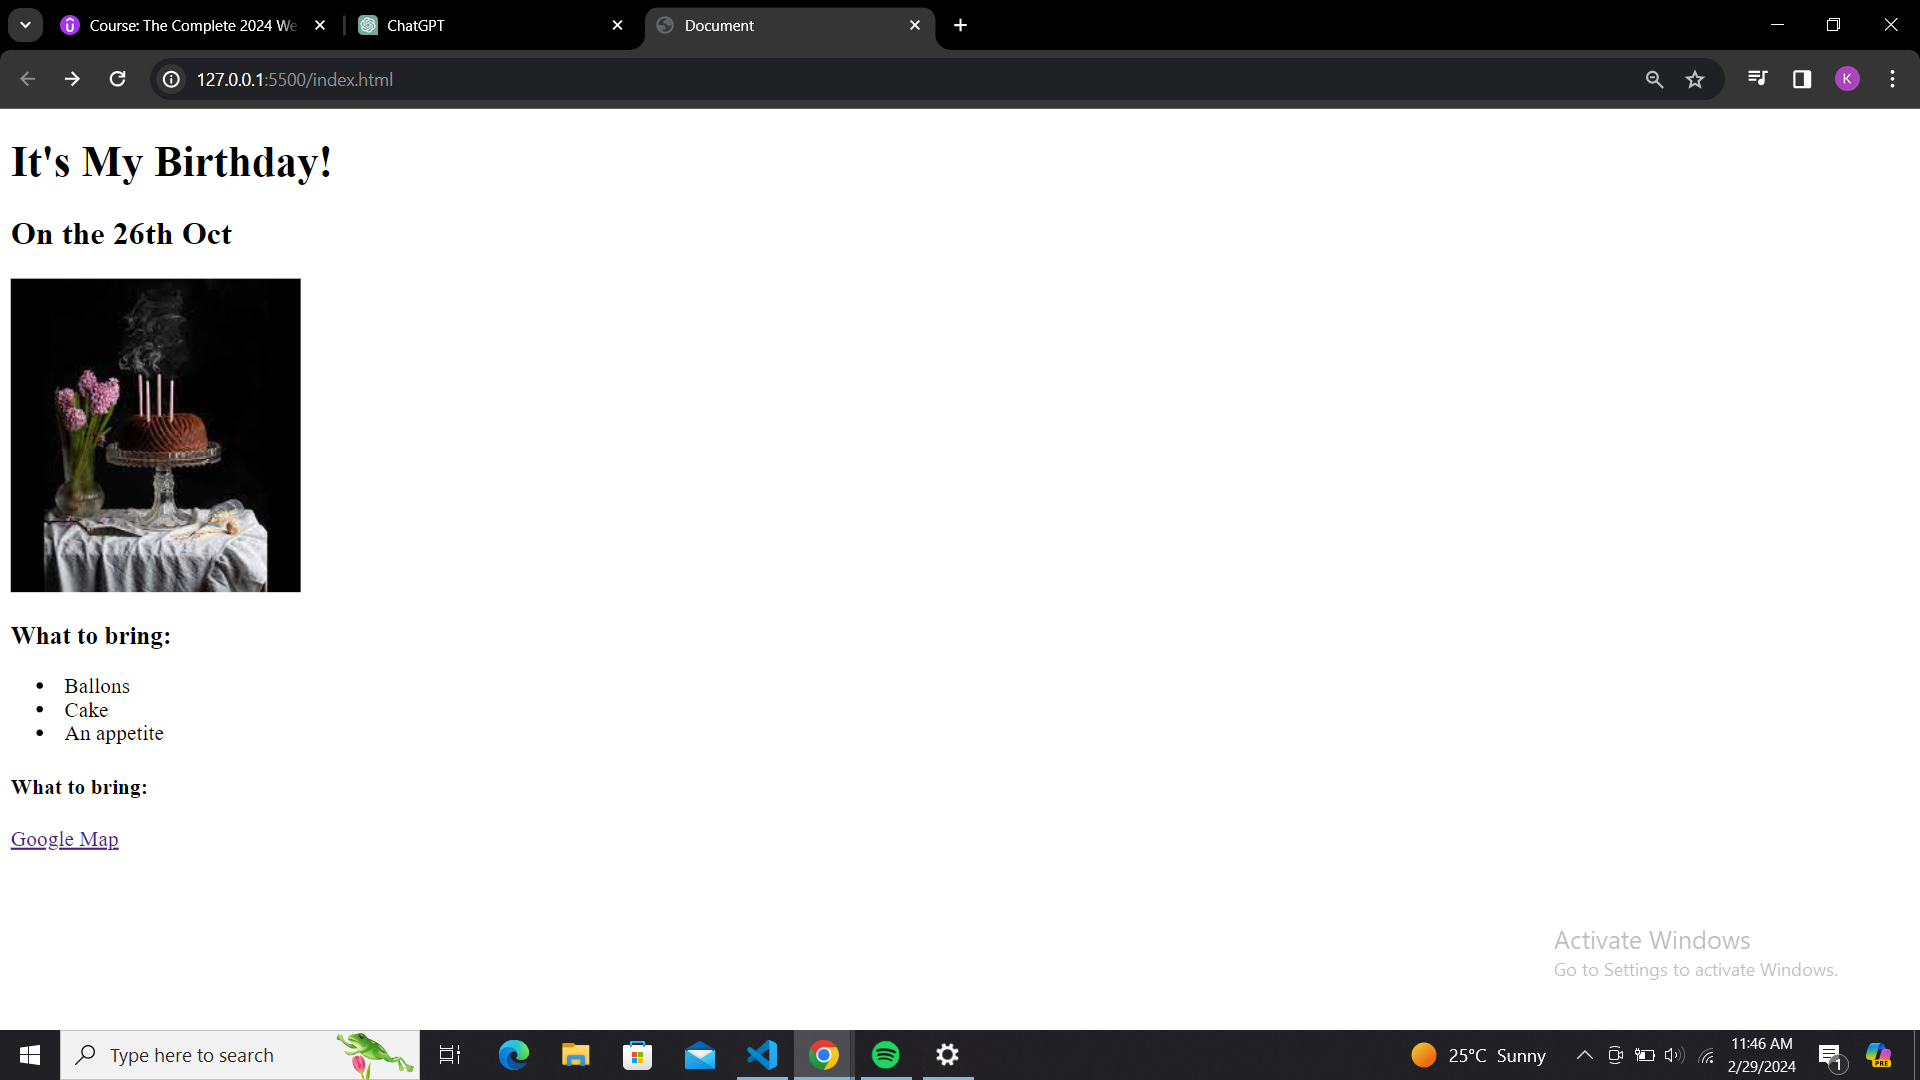 Course: The Complete 2024 We
ChatGPT
Document
127.0.0.1:5500/index.html
K
It's My Birthday!
On the 26th Oct
What to bring:
Ballons
Cake
An appetite
What to bring:
Google Map
Activate Windows
Go to Settings to activate Windows.
Type here to search
25°C Sunny
11:46 AM
2/29/2024
1
PRE